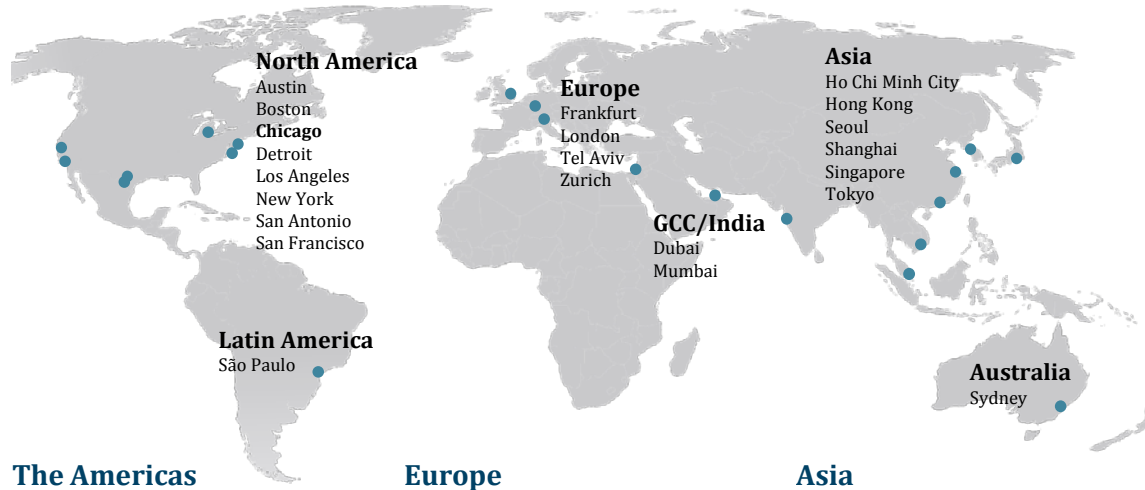 North America
Austin
Boston
Chicago
Detroit
Los Angeles
New York
San Antonio
San Francisco
Latin America
São Paulo
Europe
Frankfurt
London
Tel Aviv
Zurich
GCC/India
Dubai
Mumbai
Asia
Ho Chi Minh City
Hong Kong
Seoul
Shanghai
Singapore
Tokyo
Australia
Sydney
The Americas
Europe
Asia